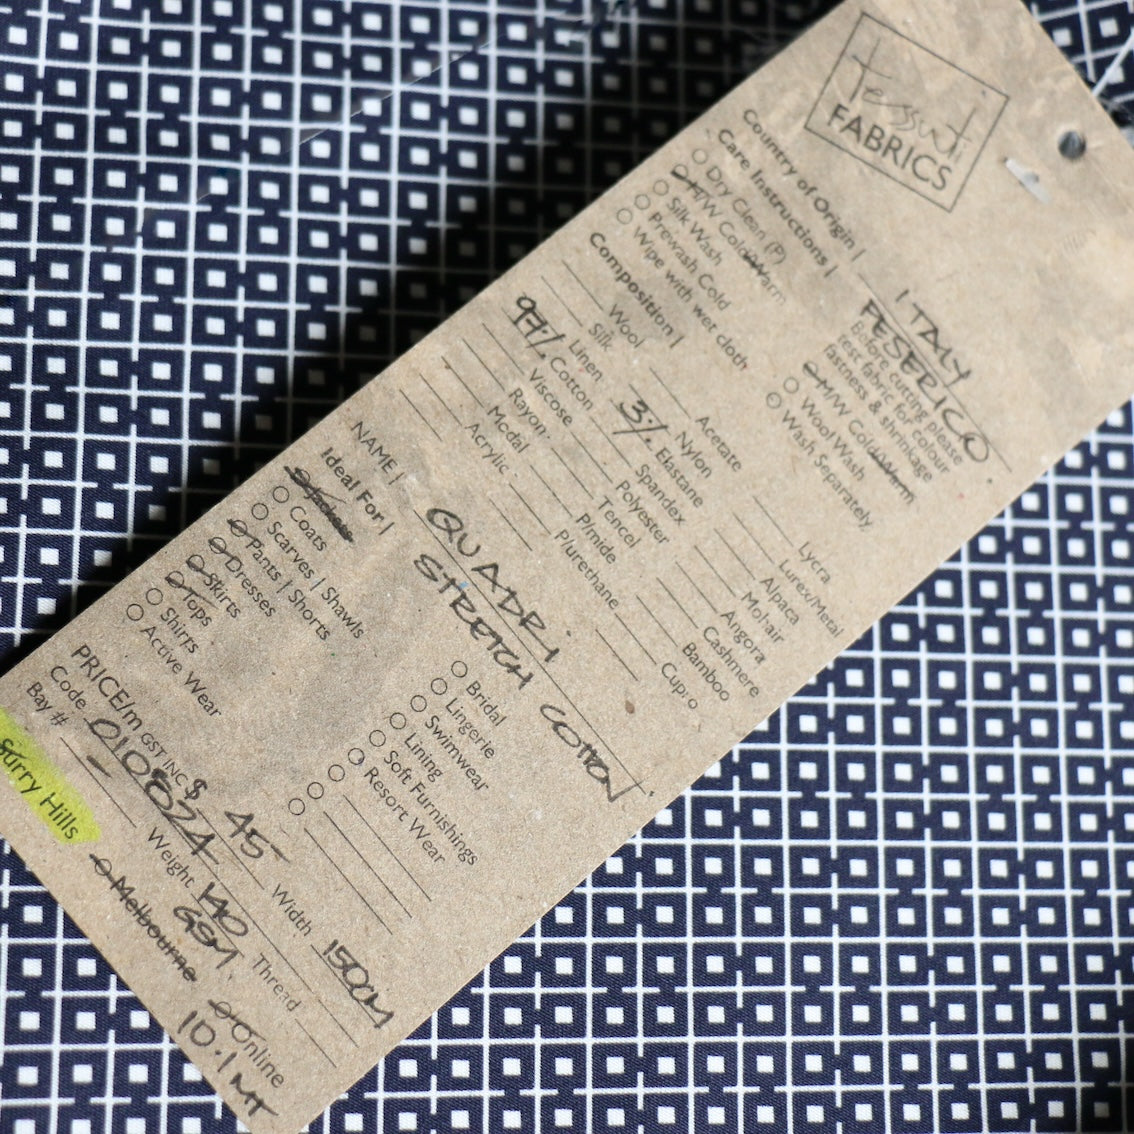 Tessuti
FABRICS
Country of Origin | ITALY
PESERICO
Care Instructions | Before cutting please
test fabric for colour
fastness & shrinkage
Dry Clean (P)
H/W Cold/Warm
M/W Cold/Warm
Silk Wash
Wool Wash
Prewash Cold
Wash Separately
Wipe with wet cloth
Composition |
Wool
Acetate
Lycra
Silk
Nylon
Lurex/Metal
Linen
3% Elastane
Alpaca
97% Cotton
Spandex
Mohair
Viscose
Polyester
Angora
Rayon
Tencel
Cashmere
Modal
P/mide
Bamboo
Acrylic
P/urethane
Cupro
NAME | QUADRI
STRETCH COTTON
Ideal For |
Jackets
Bridal
Coats
Lingerie
Scarves | Shawls
Swimwear
Pants | Shorts
Lining
Dresses
Soft Furnishings
Skirts
Resort Wear
Tops
Shirts
Active Wear
PRICE/m GST INC $ 45-
Width 150CM
Code 010824
Weight 140
GSM.
Thread
Bay # -
Surry Hills
Melbourne
Online
10.1 MT